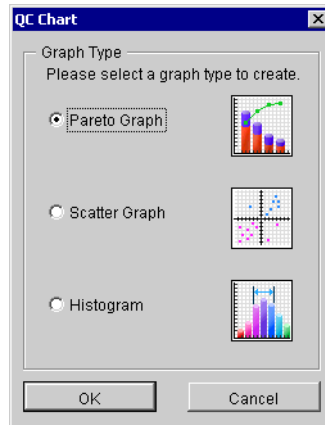 QC Chart
Graph Type
Please select a graph type to create.
Pareto Graph
Scatter Graph
Histogram
OK
Cancel